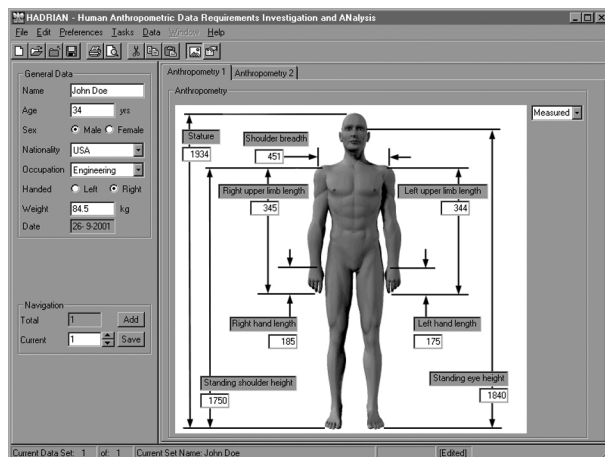 HADRIAN - Human Anthropometric Data Requirements Investigation and ANalysis
File Edit Preferences Tasks Data Window Help
General Data
Name John Doe
Age 34 yrs
Sex Male Female
Nationality USA
Occupation Engineering
Handed Left Right
Weight 84.5 kg
Date 26- 9-2001
Navigation
Total 1 Add
Current 1 Save
Anthropometry 1 Anthropometry 2
Anthropometry
Measured
Stature
1934
Shoulder breadth
451
Right upper limb length
345
Left upper limb length
344
Right hand length
185
Left hand length
175
Standing shoulder height
1750
Standing eye height
1840
Current Data Set: 1 of: 1 Current Set Name: John Doe [Edited]